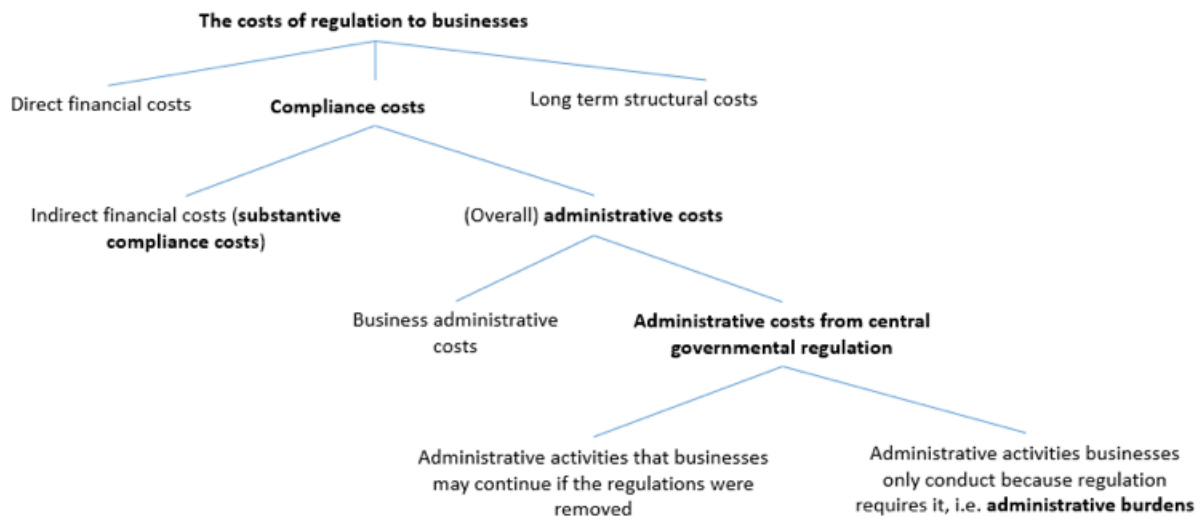 The costs of regulation to businesses
Direct financial costs
Compliance costs
Long term structural costs
Indirect financial costs (substantive
compliance costs)
(Overall) administrative costs
Business administrative
costs
Administrative costs from central
governmental regulation
Administrative activities that businesses
may continue if the regulations were
removed
Administrative activities businesses
only conduct because regulation
requires it, i.e. administrative burdens